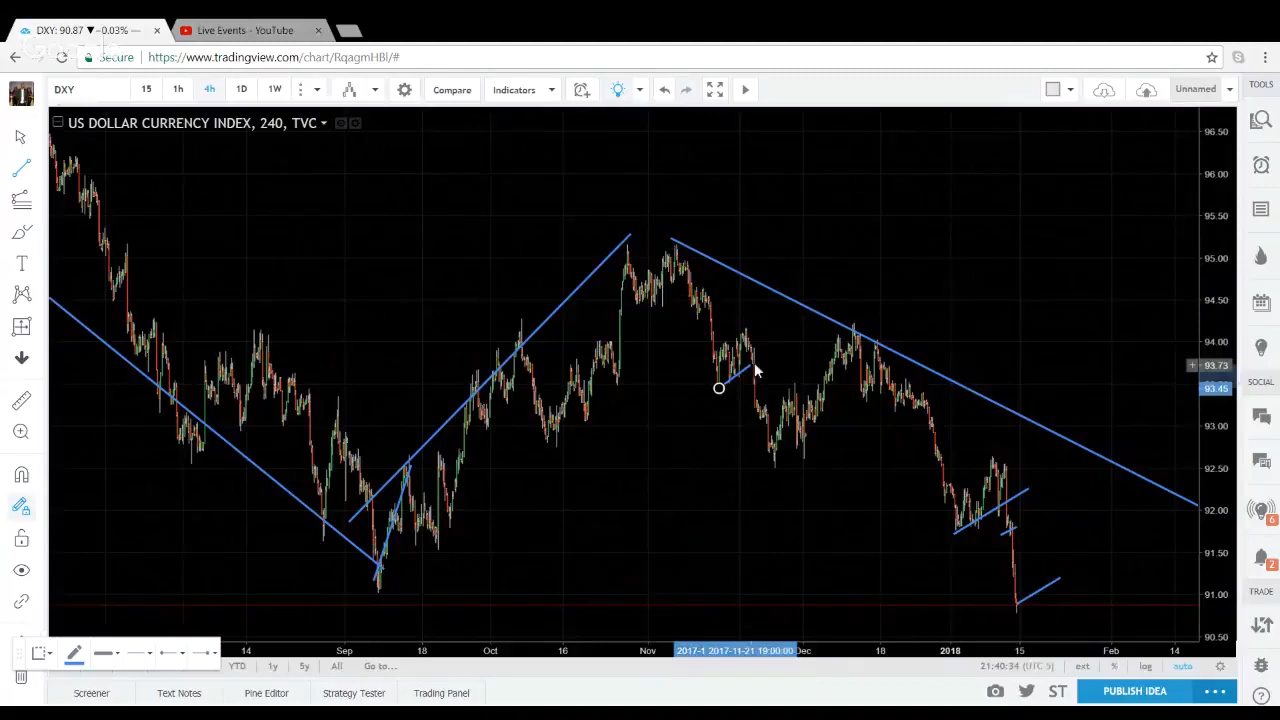 DXY: 90.87 ▼ −0.03% —
Live Events - YouTube
Secure https://www.tradingview.com/chart/RqagmHBl/#
DXY 15 1h 4h 1D 1W Compare Indicators Unnamed TOOLS
US DOLLAR CURRENCY INDEX, 240, TVC
96.50
96.00
95.50
95.00
94.50
94.00
93.73
93.45
93.00
92.50
92.00
91.50
91.00
90.50
SOCIAL
6
2
TRADE
14 Sep 18 Oct 16 Nov 2017-1 2017-11-21 19:00:00 Dec 18 2018 15 Feb 14
YTD 1y 5y All Go to... 21:40:34 (UTC-5) ext % log auto
Screener Text Notes Pine Editor Strategy Tester Trading Panel ST PUBLISH IDEA